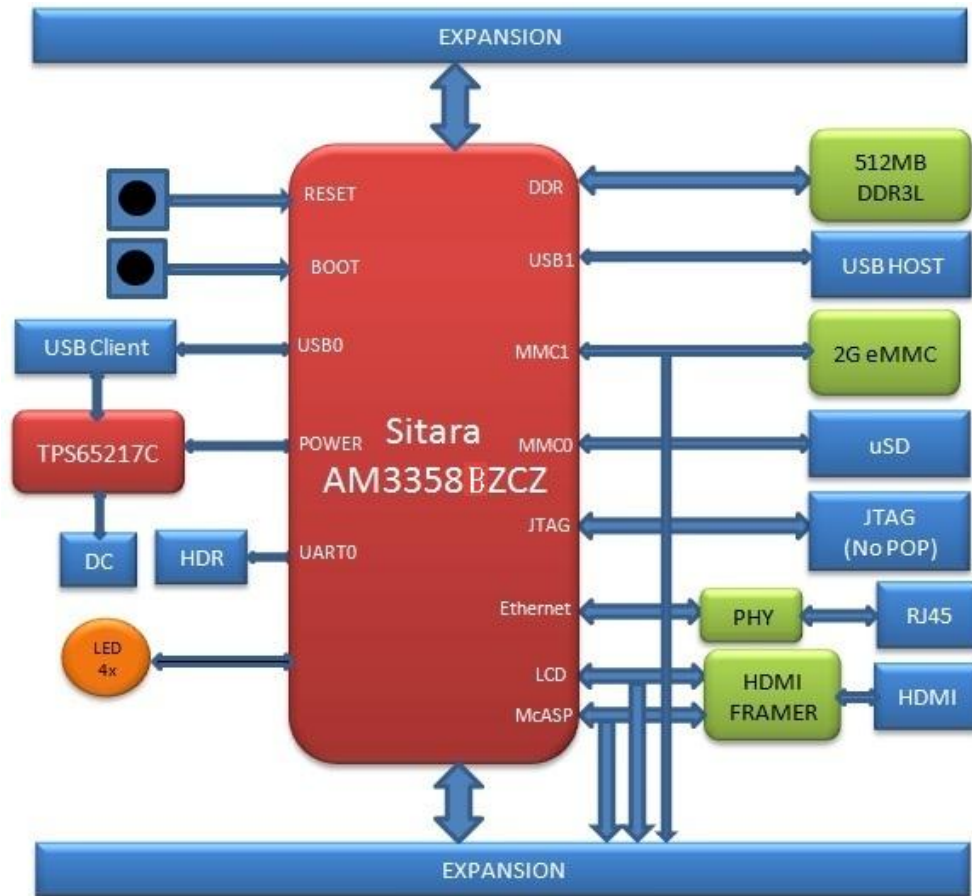 EXPANSION
RESET
BOOT
USB Client
USB0
TPS65217C
POWER
DC
HDR
UART0
LED
4x
Sitara
AM3358BZCZ
DDR
USB1
MMC1
MMC0
JTAG
Ethernet
LCD
McASP
512MB
DDR3L
USB HOST
2G eMMC
uSD
JTAG
(No POP)
PHY
RJ45
HDMI
FRAMER
HDMI
EXPANSION